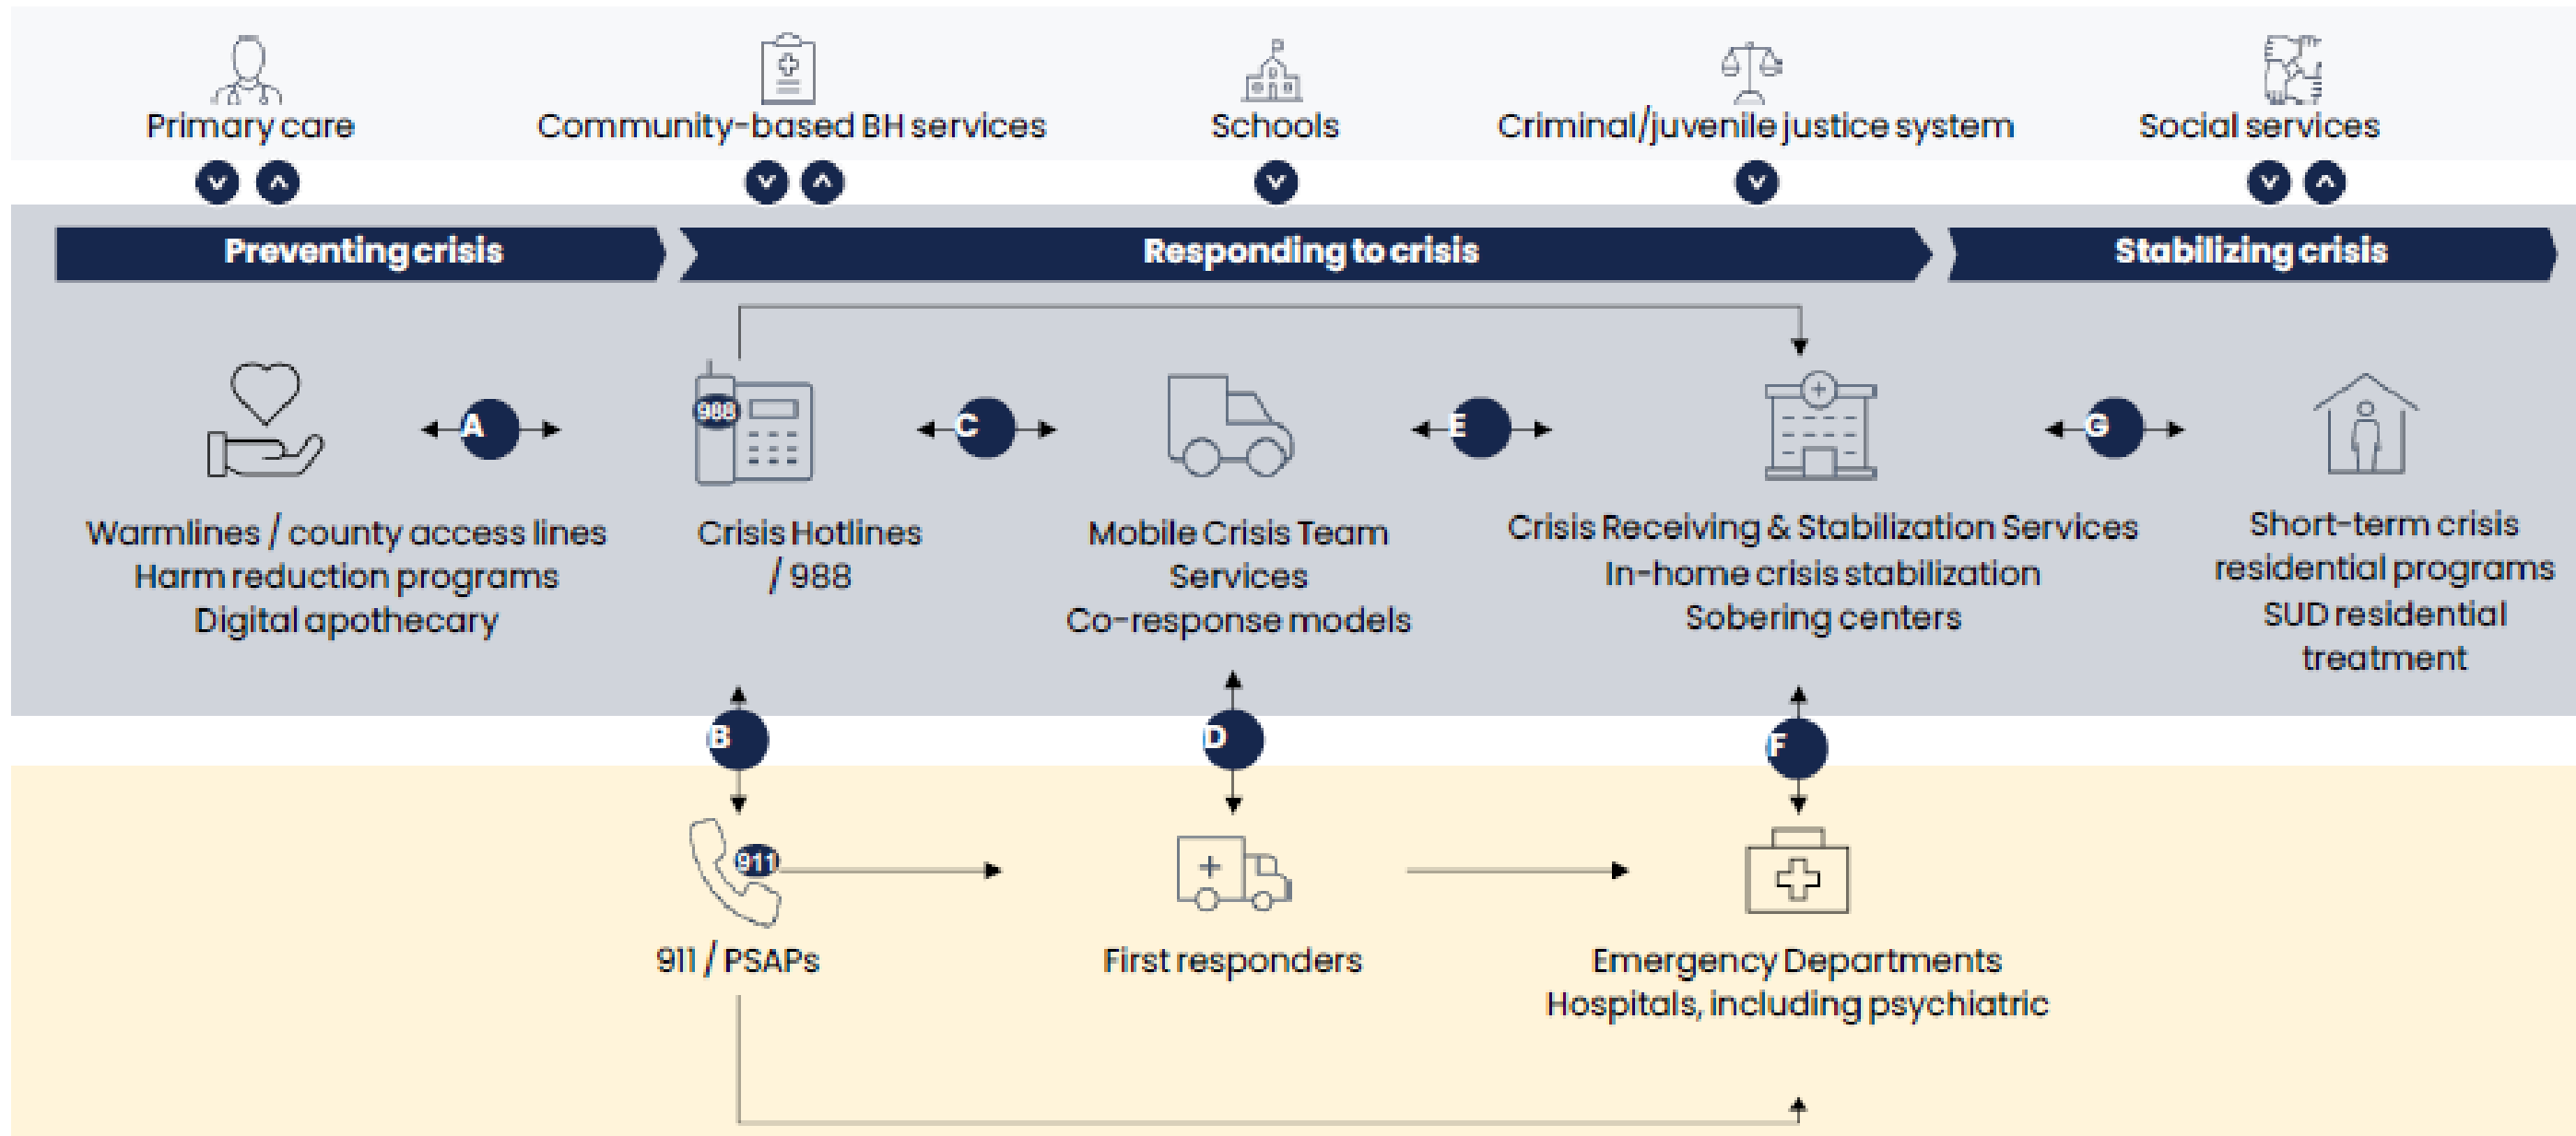 Primary care
Community-based BH services
Schools
Criminal/juvenile justice system
Social services
Preventing crisis
Responding to crisis
Stabilizing crisis
988
A
C
E
G
Warmlines / county access lines
Harm reduction programs
Digital apothecary
Crisis Hotlines
/ 988
Mobile Crisis Team
Services
Co-response models
Crisis Receiving & Stabilization Services
In-home crisis stabilization
Sobering centers
Short-term crisis
residential programs
SUD residential
treatment
B
D
F
911
911 / PSAPs
First responders
Emergency Departments
Hospitals, including psychiatric